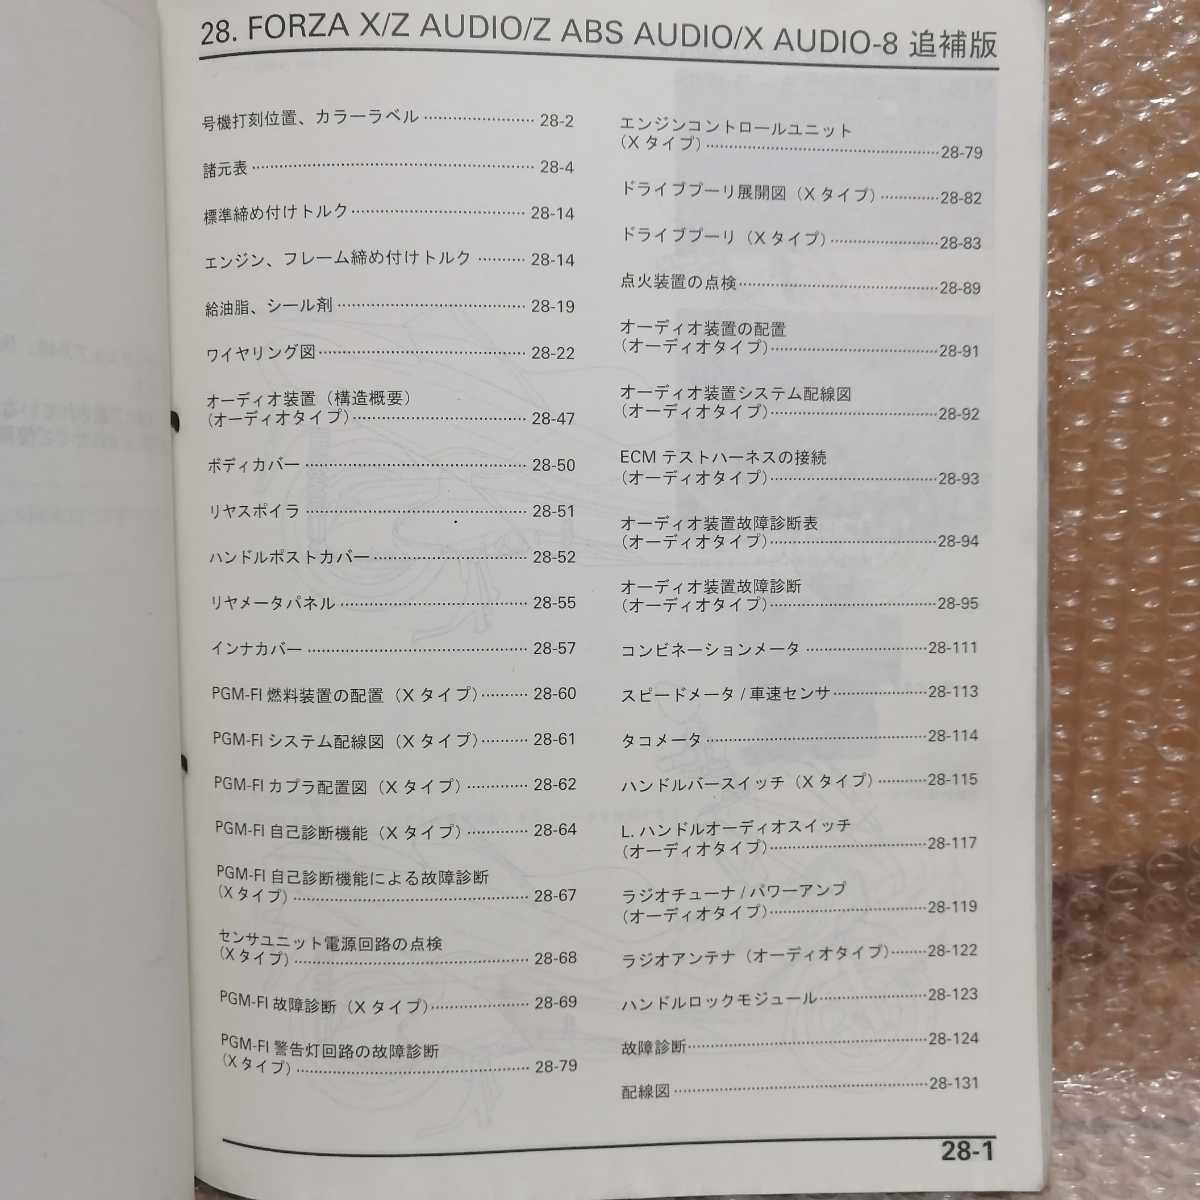 28. FORZA X/Z AUDIO/Z ABS AUDIO/X AUDIO-8 追補版
号機打刻位置、カラーラベル ······················· 28-2
諸元表 ······················· 28-4
標準締め付けトルク ······················· 28-14
エンジン、フレーム締め付けトルク ·········· 28-14
給油脂、シール剤 ······················· 28-19
ワイヤリング図 ······················· 28-22
オーディオ装置（構造概要）
(オーディオタイプ) ······················· 28-47
ボディカバー ······················· 28-50
リヤスポイラ ······················· 28-51
ハンドルポストカバー ······················· 28-52
リヤメータパネル ······················· 28-55
インナカバー ······················· 28-57
PGM-FI 燃料装置の配置（X タイプ）·········· 28-60
PGM-FI システム配線図（X タイプ）·········· 28-61
PGM-FI カプラ配置図（X タイプ）············· 28-62
PGM-FI 自己診断機能（X タイプ）············· 28-64
PGM-FI 自己診断機能による故障診断
（X タイプ）······················· 28-67
センサユニット電源回路の点検
（X タイプ）······················· 28-68
PGM-FI 故障診断（X タイプ）··················· 28-69
PGM-FI 警告灯回路の故障診断
（X タイプ）······················· 28-79
エンジンコントロールユニット
（X タイプ）······················· 28-79
ドライブプーリ展開図（X タイプ）············ 28-82
ドライブプーリ（X タイプ）······················· 28-83
点火装置の点検 ······················· 28-89
オーディオ装置の配置
（オーディオタイプ）······················· 28-91
オーディオ装置システム配線図
（オーディオタイプ）······················· 28-92
ECM テストハーネスの接続
（オーディオタイプ）······················· 28-93
オーディオ装置故障診断表
（オーディオタイプ）······················· 28-94
オーディオ装置故障診断
（オーディオタイプ）······················· 28-95
コンビネーションメータ ······················· 28-111
スピードメータ / 車速センサ ··················· 28-113
タコメータ ······················· 28-114
ハンドルバースイッチ（X タイプ）·········· 28-115
L. ハンドルオーディオスイッチ
（オーディオタイプ）······················· 28-117
ラジオチューナ / パワーアンプ
（オーディオタイプ）······················· 28-119
ラジオアンテナ（オーディオタイプ）········ 28-122
ハンドルロックモジュール ······················· 28-123
故障診断 ······················· 28-124
配線図 ······················· 28-131
28-1